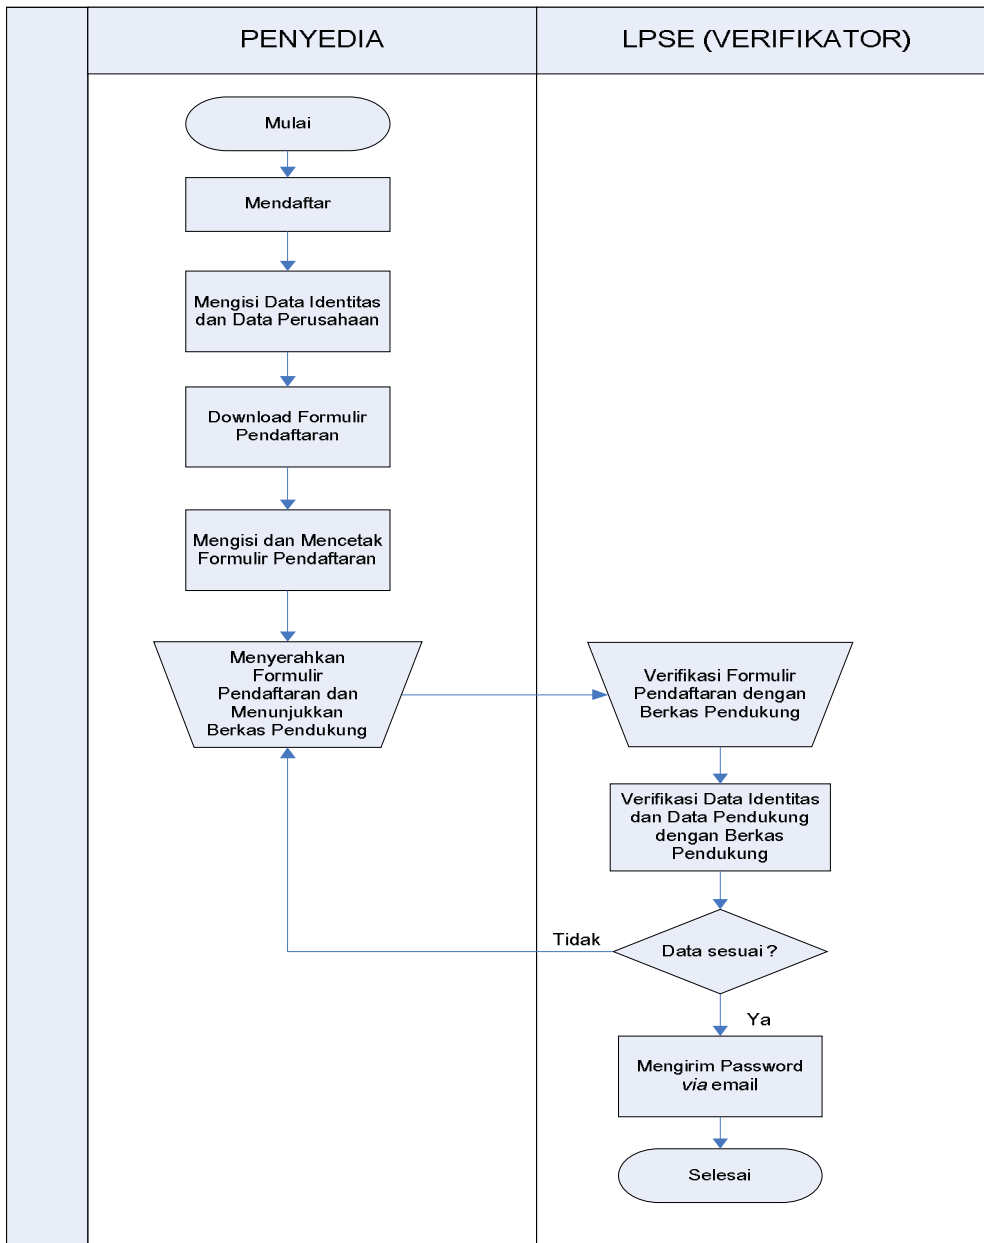 PENYEDIA
LPSE (VERIFIKATOR)
Mulai
Mendaftar
Mengisi Data Identitas
dan Data Perusahaan
Download Formulir
Pendaftaran
Mengisi dan Mencetak
Formulir Pendaftaran
Menyerahkan
Formulir
Pendaftaran dan
Menunjukkan
Berkas Pendukung
Verifikasi Formulir
Pendaftaran dengan
Berkas Pendukung
Verifikasi Data Identitas
dan Data Pendukung
dengan Berkas
Pendukung
Data sesuai ?
Tidak
Ya
Mengirim Password
via email
Selesai